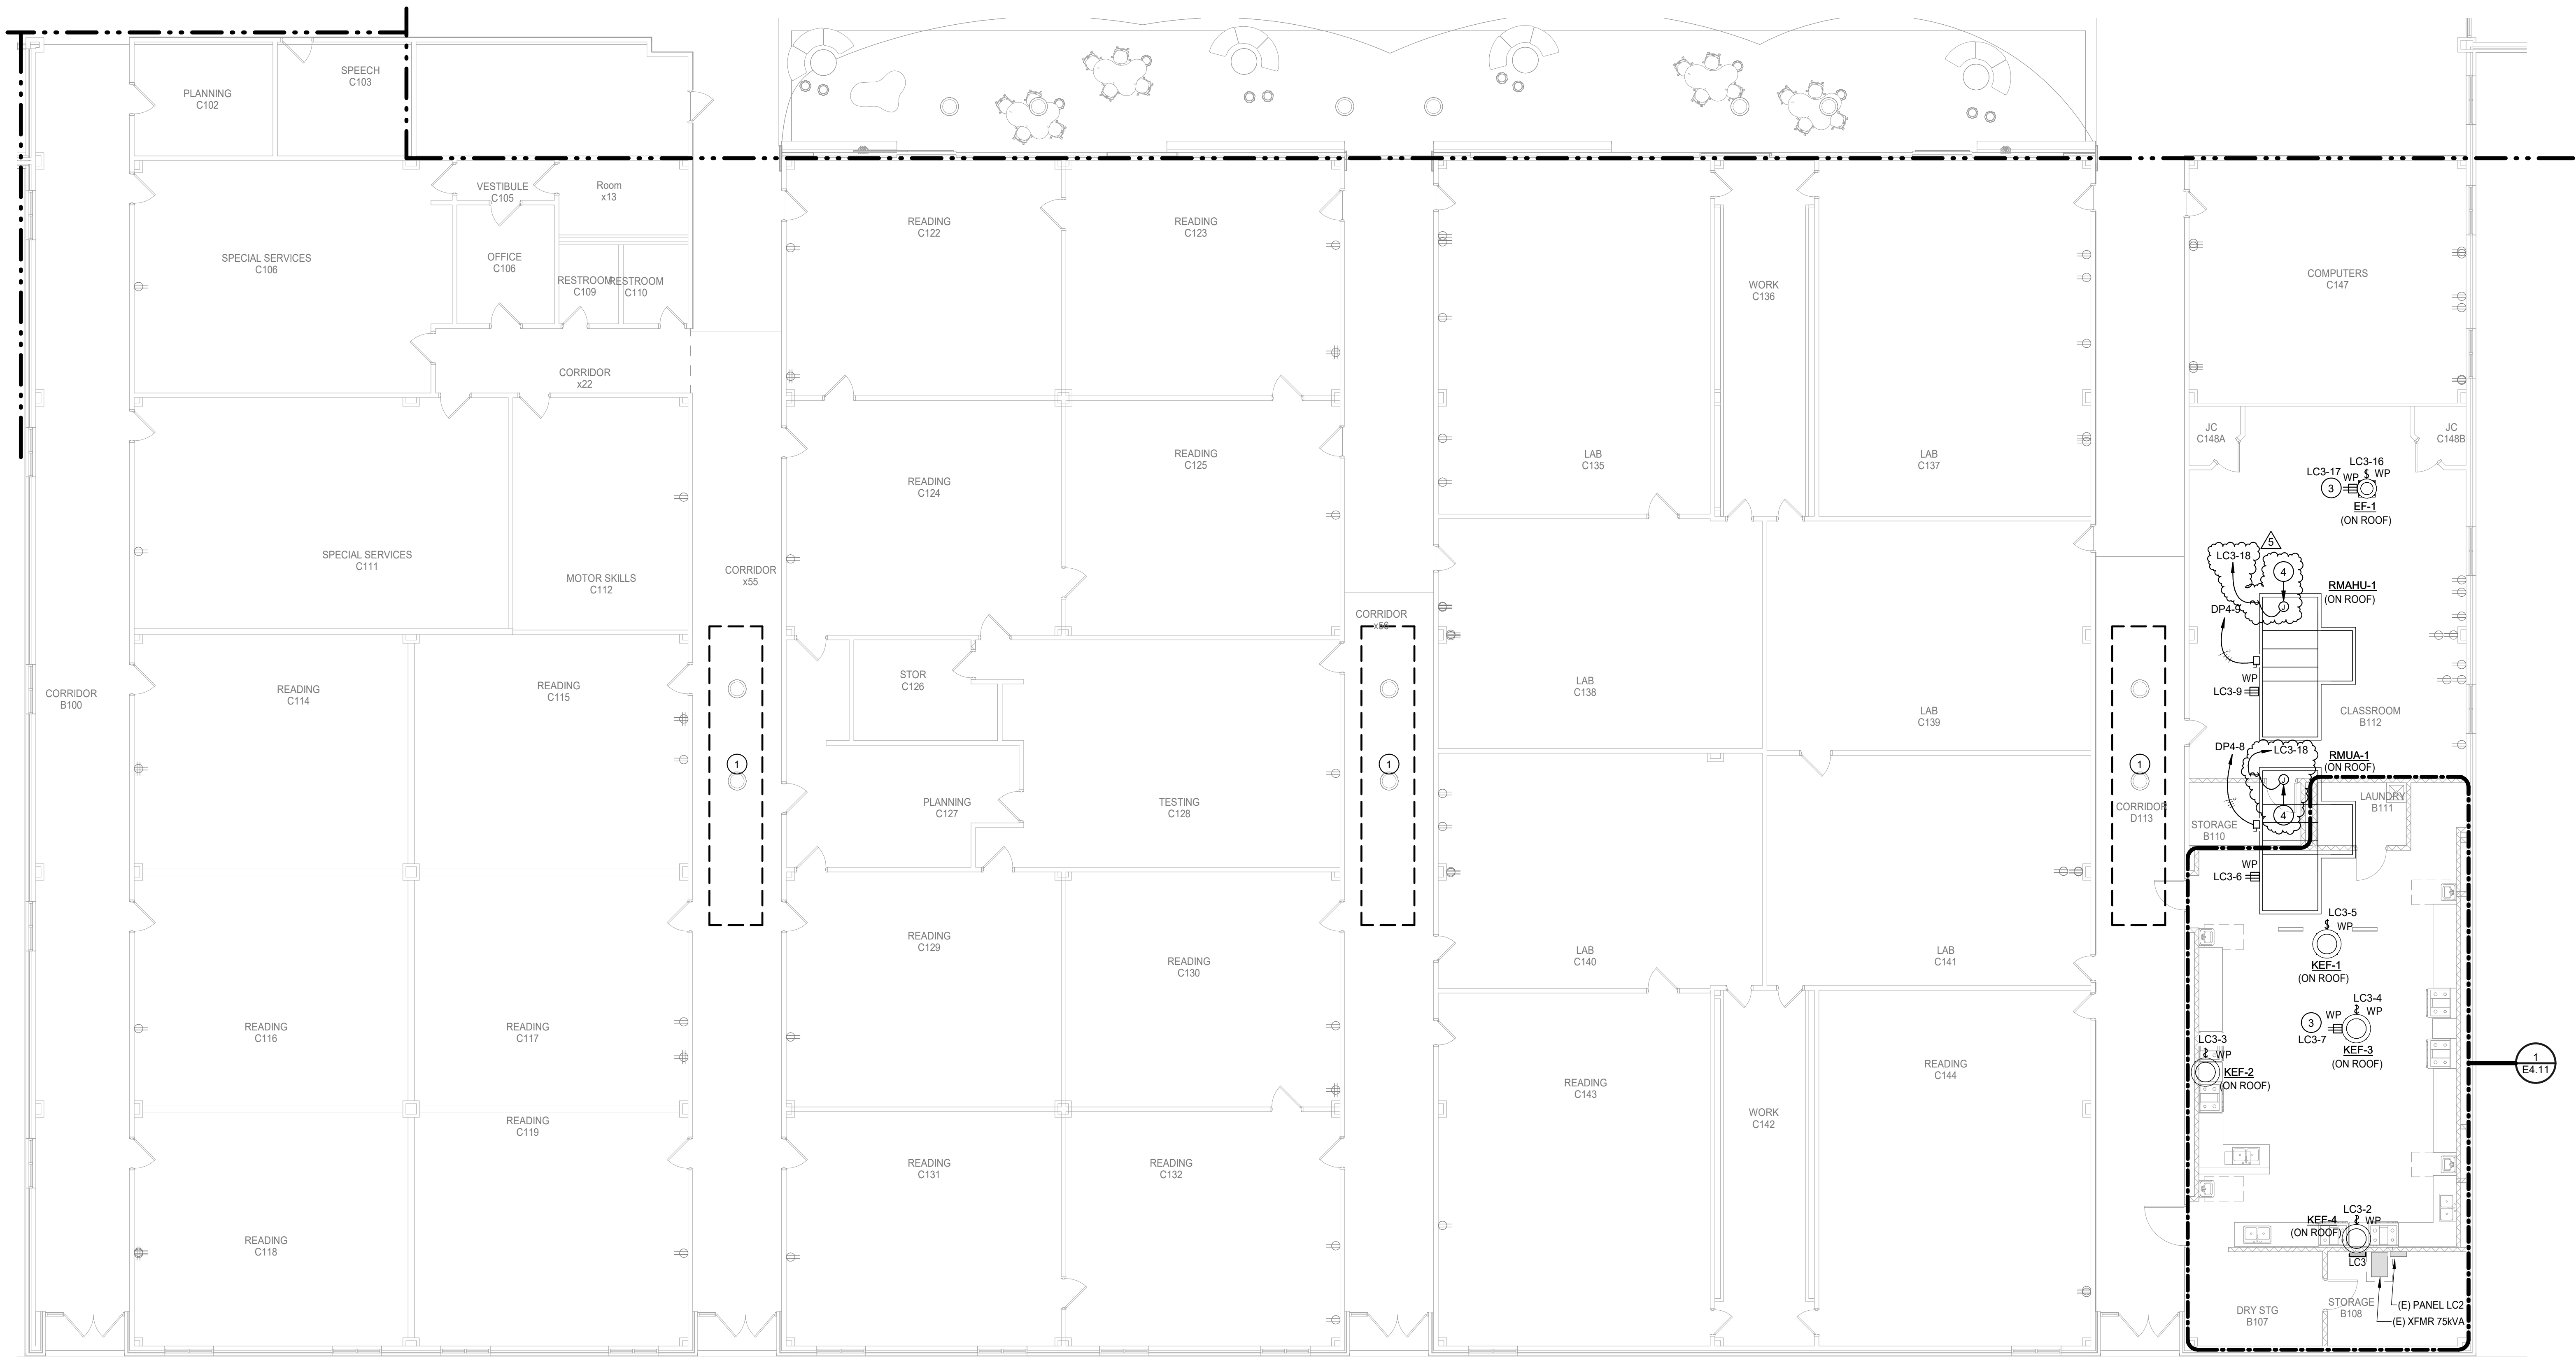 PLANNING
C102
SPEECH
C103
VESTIBULE
C105
Room
x13
SPECIAL SERVICES
C106
OFFICE
C106
RESTROOM
C109
RESTROOM
C110
CORRIDOR
x22
SPECIAL SERVICES
C111
MOTOR SKILLS
C112
CORRIDOR
x55
CORRIDOR
B100
READING
C114
READING
C115
1
READING
C116
READING
C117
READING
C118
READING
C119
READING
C122
READING
C123
READING
C124
READING
C125
STOR
C126
PLANNING
C127
TESTING
C128
READING
C129
READING
C130
READING
C131
READING
C132
CORRIDOR
x56
1
LAB
C135
WORK
C136
LAB
C137
LAB
C138
LAB
C139
LAB
C140
LAB
C141
READING
C143
WORK
C142
READING
C144
1
CORRIDOR
D113
COMPUTERS
C147
JC
C148A
JC
C148B
LC3-16
LC3-17
WP
WP
3
EF-1
(ON ROOF)
5
LC3-18
4
J
RMAHU-1
(ON ROOF)
DP4-9
WP
LC3-9
CLASSROOM
B112
DP4-8
LC3-18
RMUA-1
(ON ROOF)
J
4
STORAGE
B110
LAUNDRY
B111
WP
LC3-6
LC3-5
WP
KEF-1
(ON ROOF)
LC3-4
WP
WP
3
LC3-7
KEF-3
(ON ROOF)
LC3-3
WP
KEF-2
(ON ROOF)
1
E4.11
LC3-2
WP
KEF-4
(ON ROOF)
LC3
DRY STG
B107
STORAGE
B108
(E) PANEL LC2
(E) XFMR 75kVA